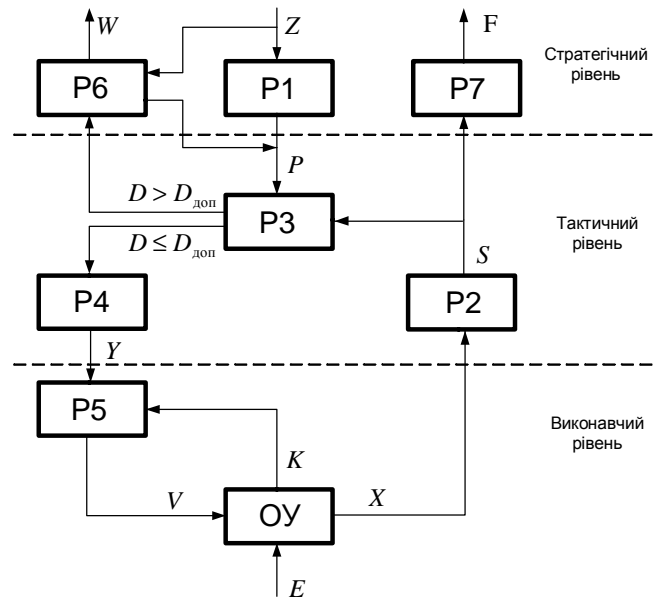 W
Z
F
P6
P1
P7
Стратегічний
рівень
P
D > Dдоп
P3
D ≤ Dдоп
Тактичний
рівень
S
P4
P2
Y
P5
Виконавчий
рівень
K
V
ОУ
X
E